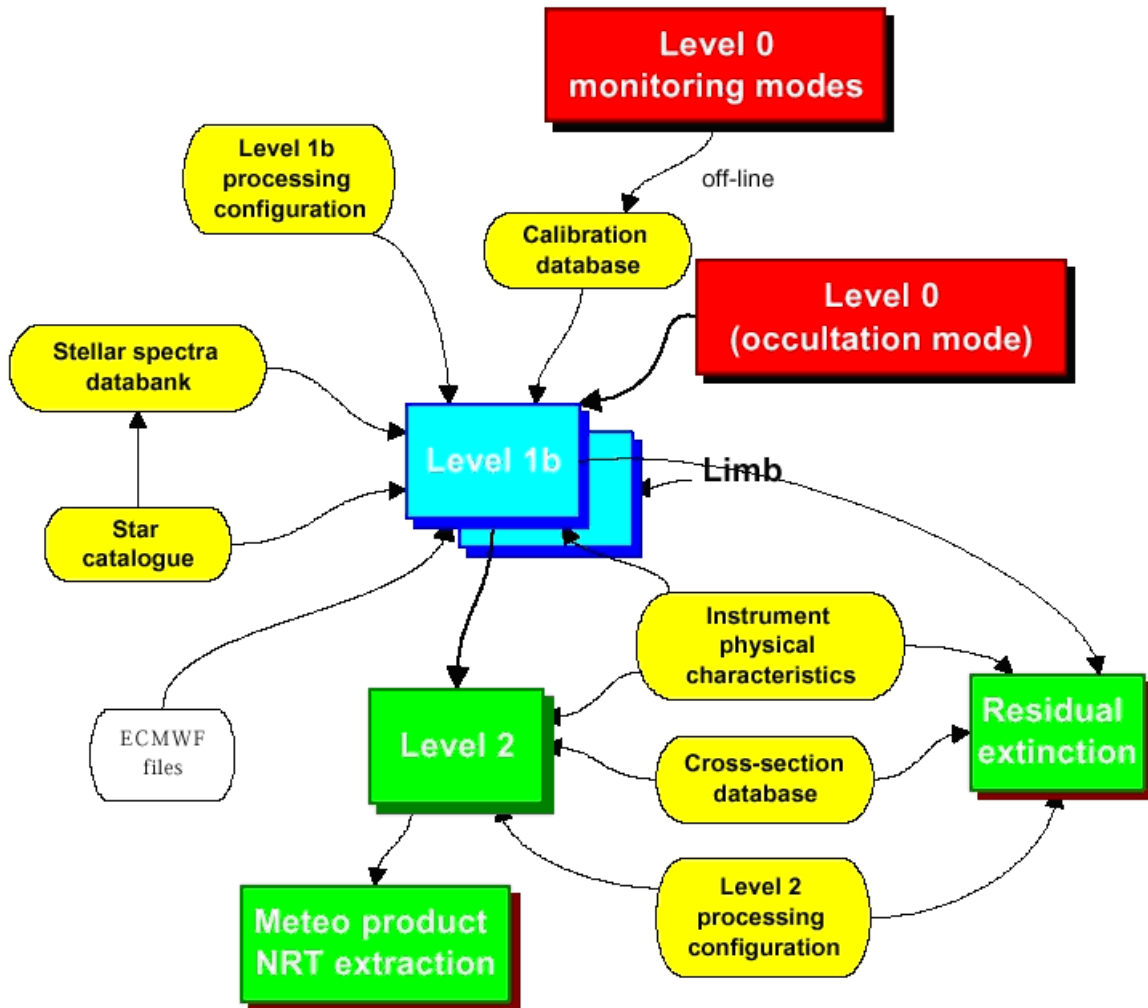 Level 0
monitoring modes
Level 1b
processing
configuration
off-line
Calibration
database
Level 0
(occultation mode)
Stellar spectra
databank
Level 1b
Limb
Star
catalogue
Instrument
physical
characteristics
ECMWF
files
Level 2
Residual
extinction
Cross-section
database
Meteo product
NRT extraction
Level 2
processing
configuration